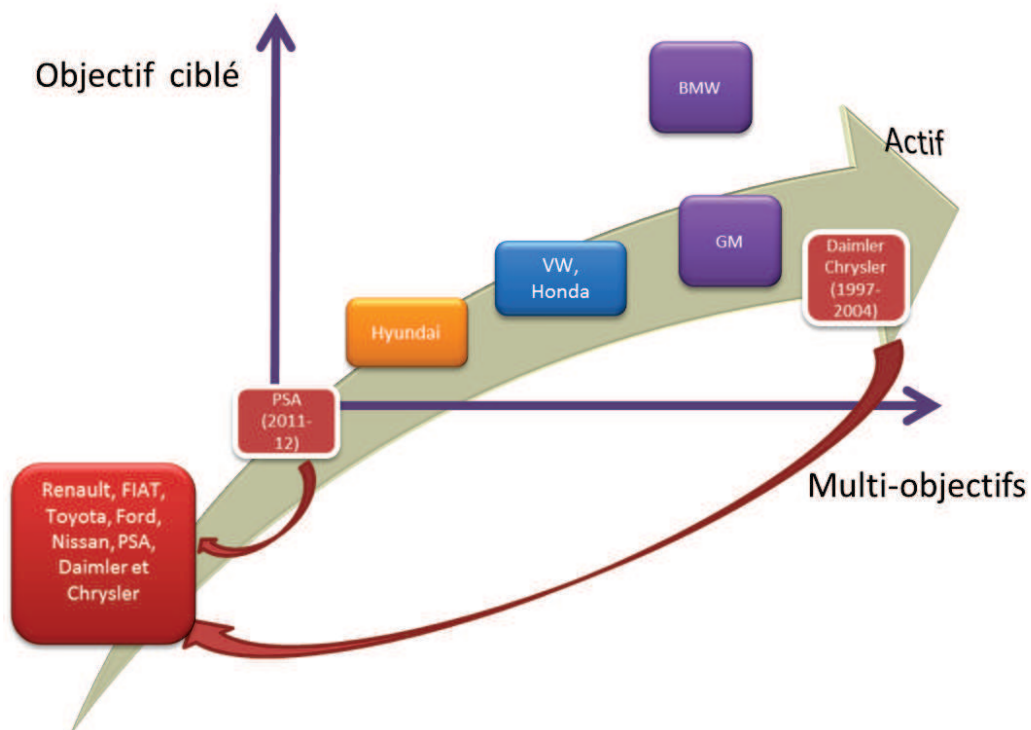 Objectif ciblé
BMW
Actif
GM
Daimler
Chrysler
(1997-
2004)
VW,
Honda
Hyundai
PSA
(2011-
12)
Multi-objectifs
Renault, FIAT,
Toyota, Ford,
Nissan, PSA,
Daimler et
Chrysler